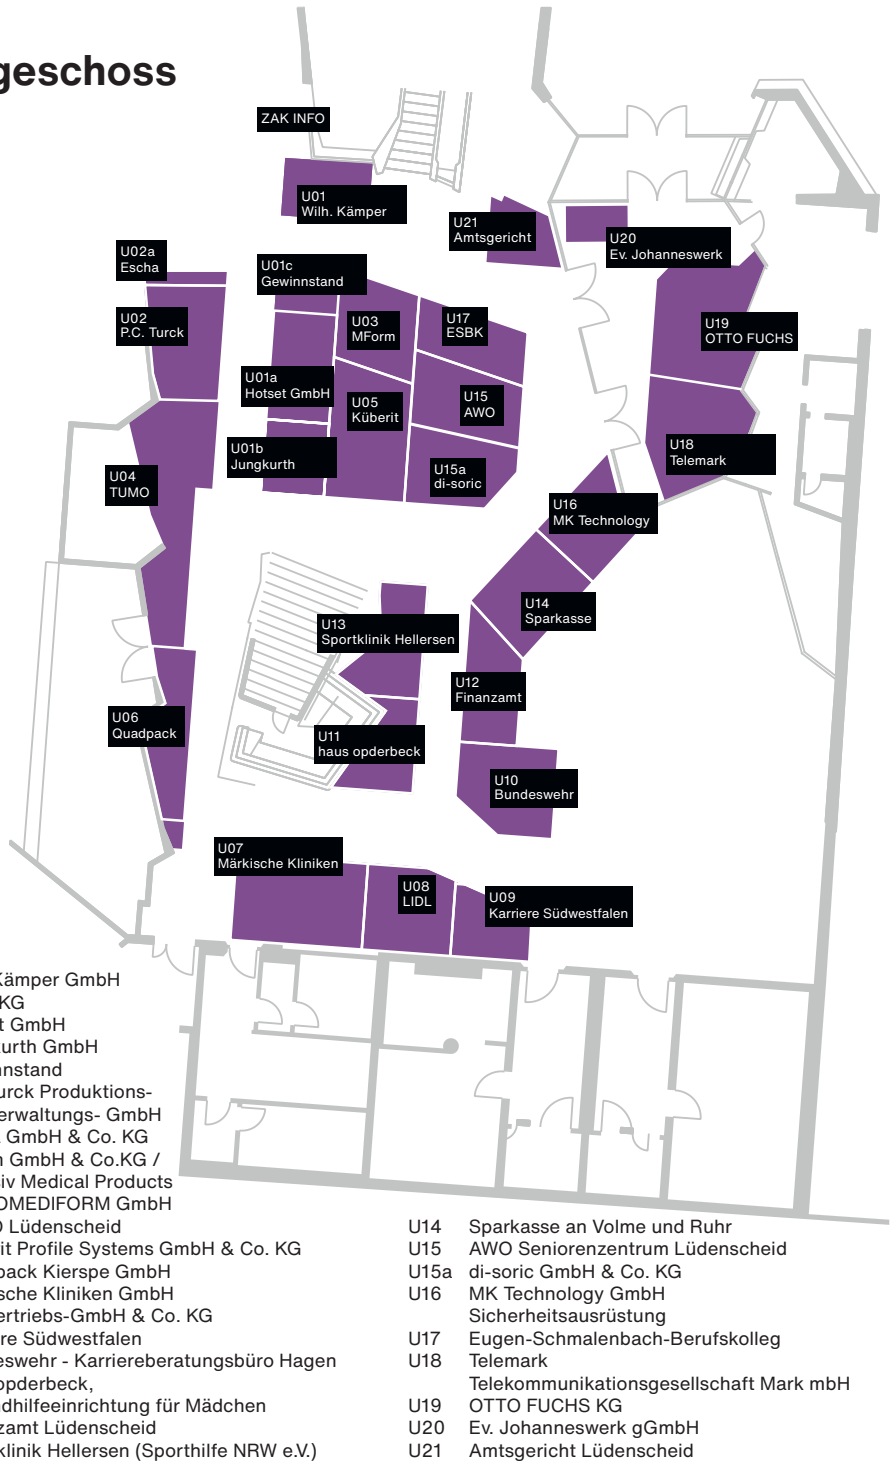 geschoss
ZAK INFO
U01
Wilh. Kämper
U21
Amtsgericht
U20
Ev. Johanneswerk
U02a
Escha
U01c
Gewinnstand
U02
P.C. Turck
U03
MForm
U17
ESBK
U19
OTTO FUCHS
U01a
Hotset GmbH
U05
Küberit
U15
AWO
U01b
Jungkurth
U15a
di-soric
U18
Telemark
U04
TUMO
U16
MK Technology
U14
Sparkasse
U13
Sportklinik Hellersen
U12
Finanzamt
U06
Quadpack
U11
haus opderbeck
U10
Bundeswehr
U07
Märkische Kliniken
U08
LIDL
U09
Karriere Südwestfalen
Kämper GmbH
KG
t GmbH
urth GmbH
nnstand
urck Produktions-
erwaltungs- GmbH
GmbH & Co. KG
GmbH & Co.KG /
siv Medical Products
OMEDIFORM GmbH
Lüdenscheid
it Profile Systems GmbH & Co. KG
pack Kierspe GmbH
sche Kliniken GmbH
ertriebs-GmbH & Co. KG
re Südwestfalen
eswehr - Karriereberatungsbüro Hagen
opderbeck,
ndhilfeeinrichtung für Mädchen
zamt Lüdenscheid
klinik Hellersen (Sporthilfe NRW e.V.)
U14 Sparkasse an Volme und Ruhr
U15 AWO Seniorenzentrum Lüdenscheid
U15a di-soric GmbH & Co. KG
U16 MK Technology GmbH
Sicherheitsausrüstung
U17 Eugen-Schmalenbach-Berufskolleg
U18 Telemark
Telekommunikationsgesellschaft Mark mbH
U19 OTTO FUCHS KG
U20 Ev. Johanneswerk gGmbH
U21 Amtsgericht Lüdenscheid